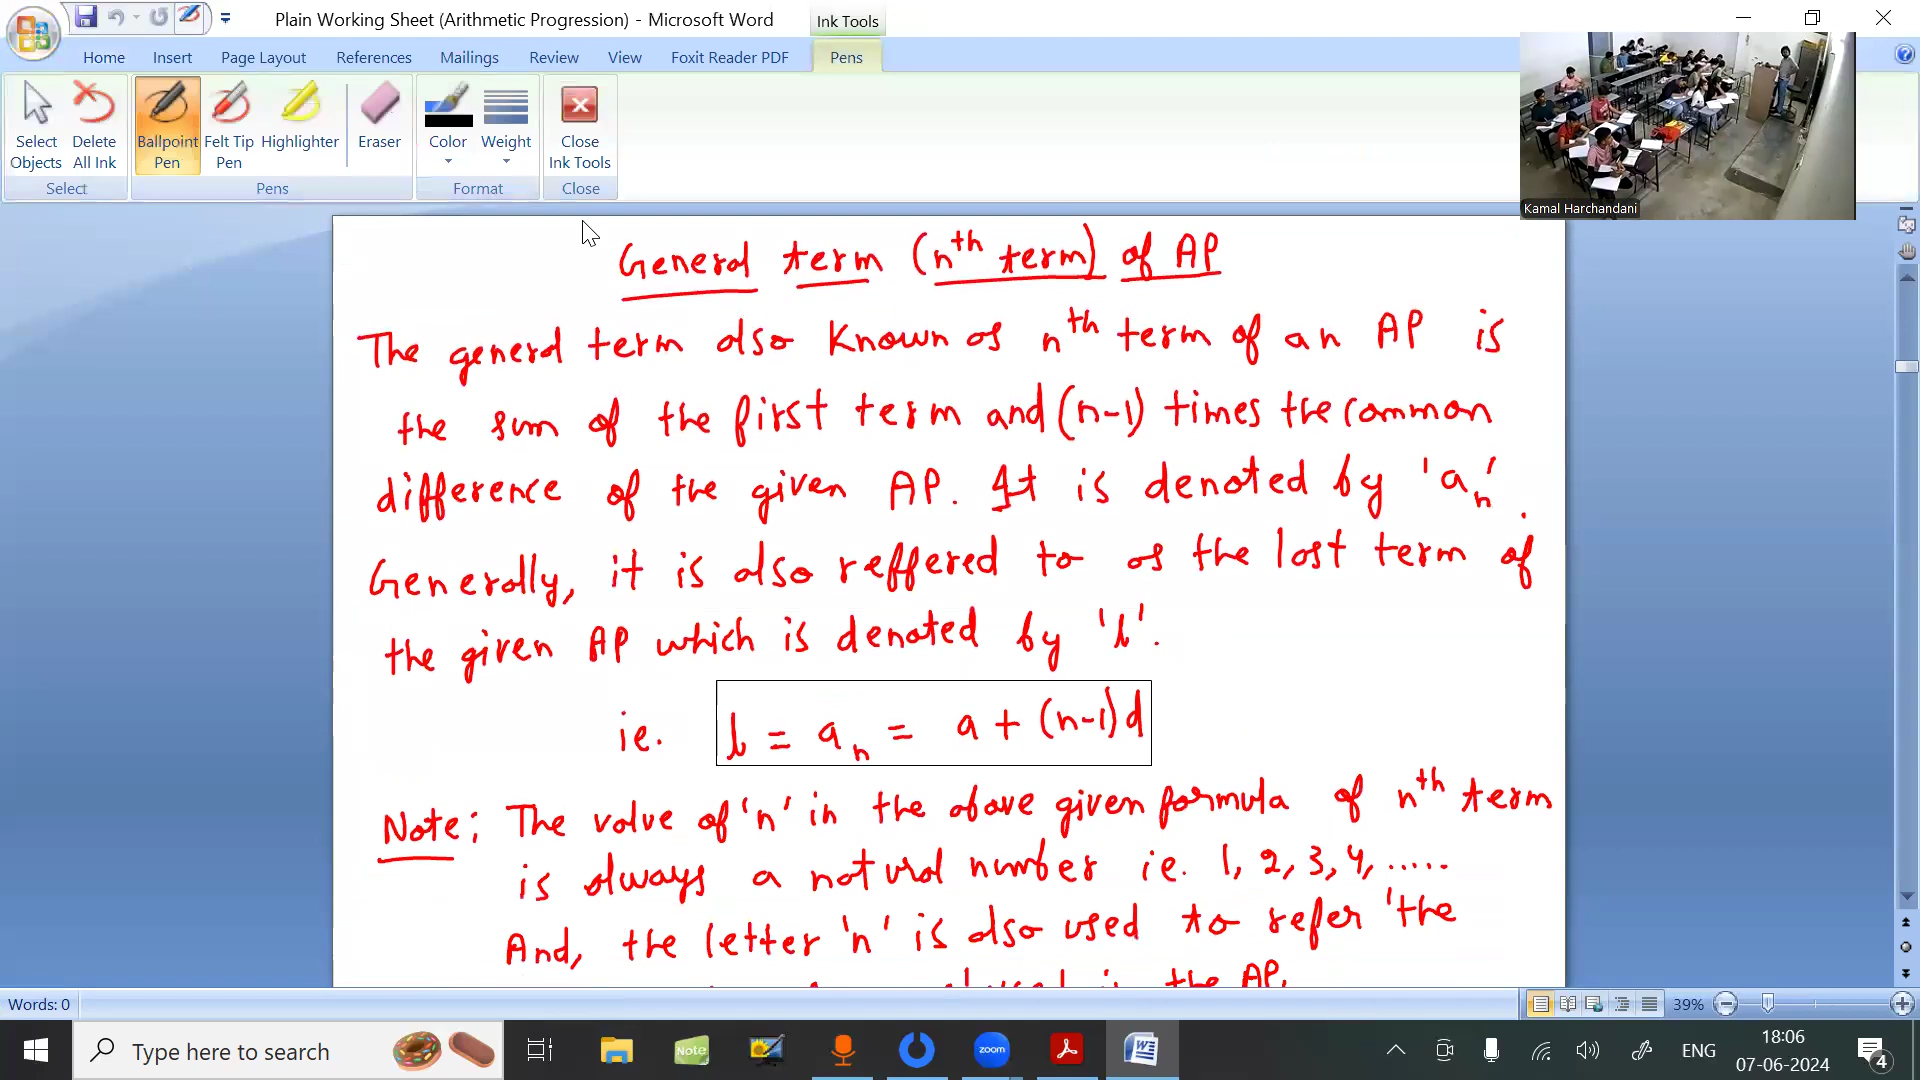 Plain Working Sheet (Arithmetic Progression) - Microsoft Word
Ink Tools
Home Insert Page Layout References Mailings Review View Foxit Reader PDF Pens
Select Objects
Delete All Ink
Ballpoint Pen
Felt Tip Pen
Highlighter
Eraser
Color
Weight
Close Ink Tools
Select Pens Format Close
Kamal Harchandani
General term (nth term) of AP
The general term also known as nth term of an AP is
the sum of the first term and (n-1) times the common
difference of the given AP. It is denoted by 'an'.
Generally, it is also reffered to as the last term of
the given AP which is denoted by 'l'.
ie. l = an = a + (n-1)d
Note: The value of 'n' in the above given formula of nth term
is always a natural number ie. 1, 2, 3, 4, .....
And, the letter 'n' is also used to refer 'the
in the AP.
Words: 0
39%
Type here to search
Note
zoom
ENG
18:06
07-06-2024
4